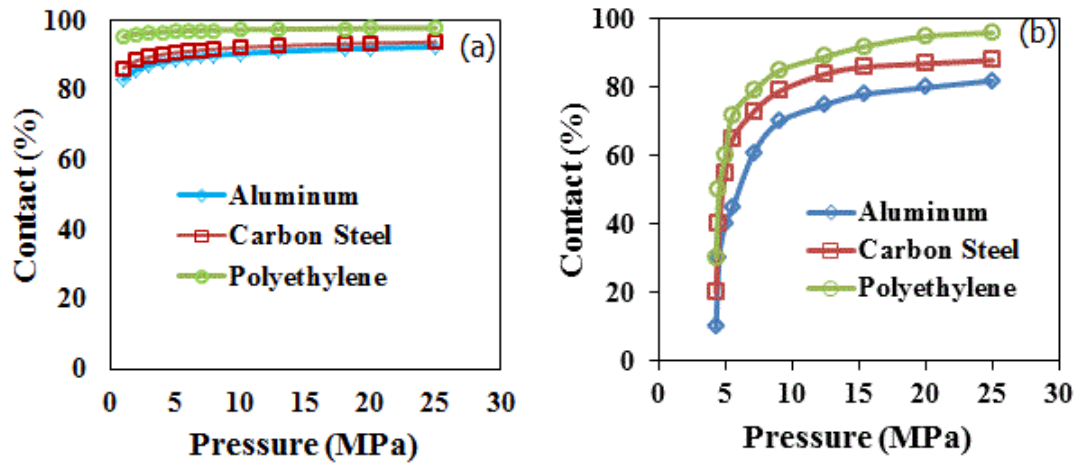 100
80
60
40
20
0
Contact (%)
(a)
Aluminum
Carbon Steel
Polyethylene
0 5 10 15 20 25 30
Pressure (MPa)
100
80
60
40
20
0
Contact (%)
(b)
Aluminum
Carbon Steel
Polyethylene
0 5 10 15 20 25 30
Pressure (MPa)